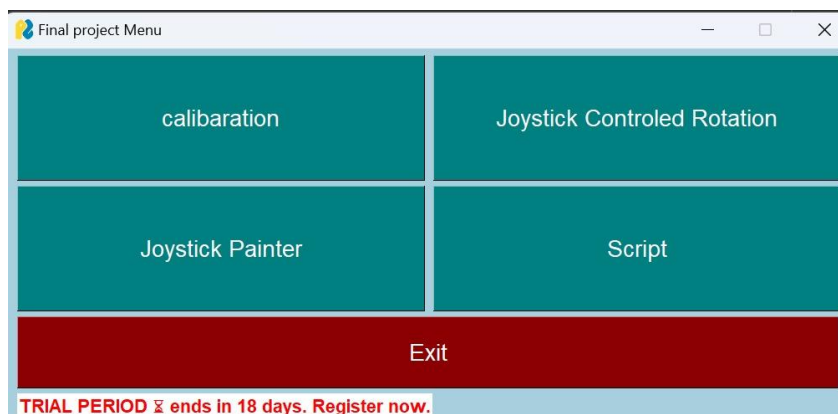 Final project Menu
calibaration
Joystick Controled Rotation
Joystick Painter
Script
Exit
TRIAL PERIOD ⌛ ends in 18 days. Register now.